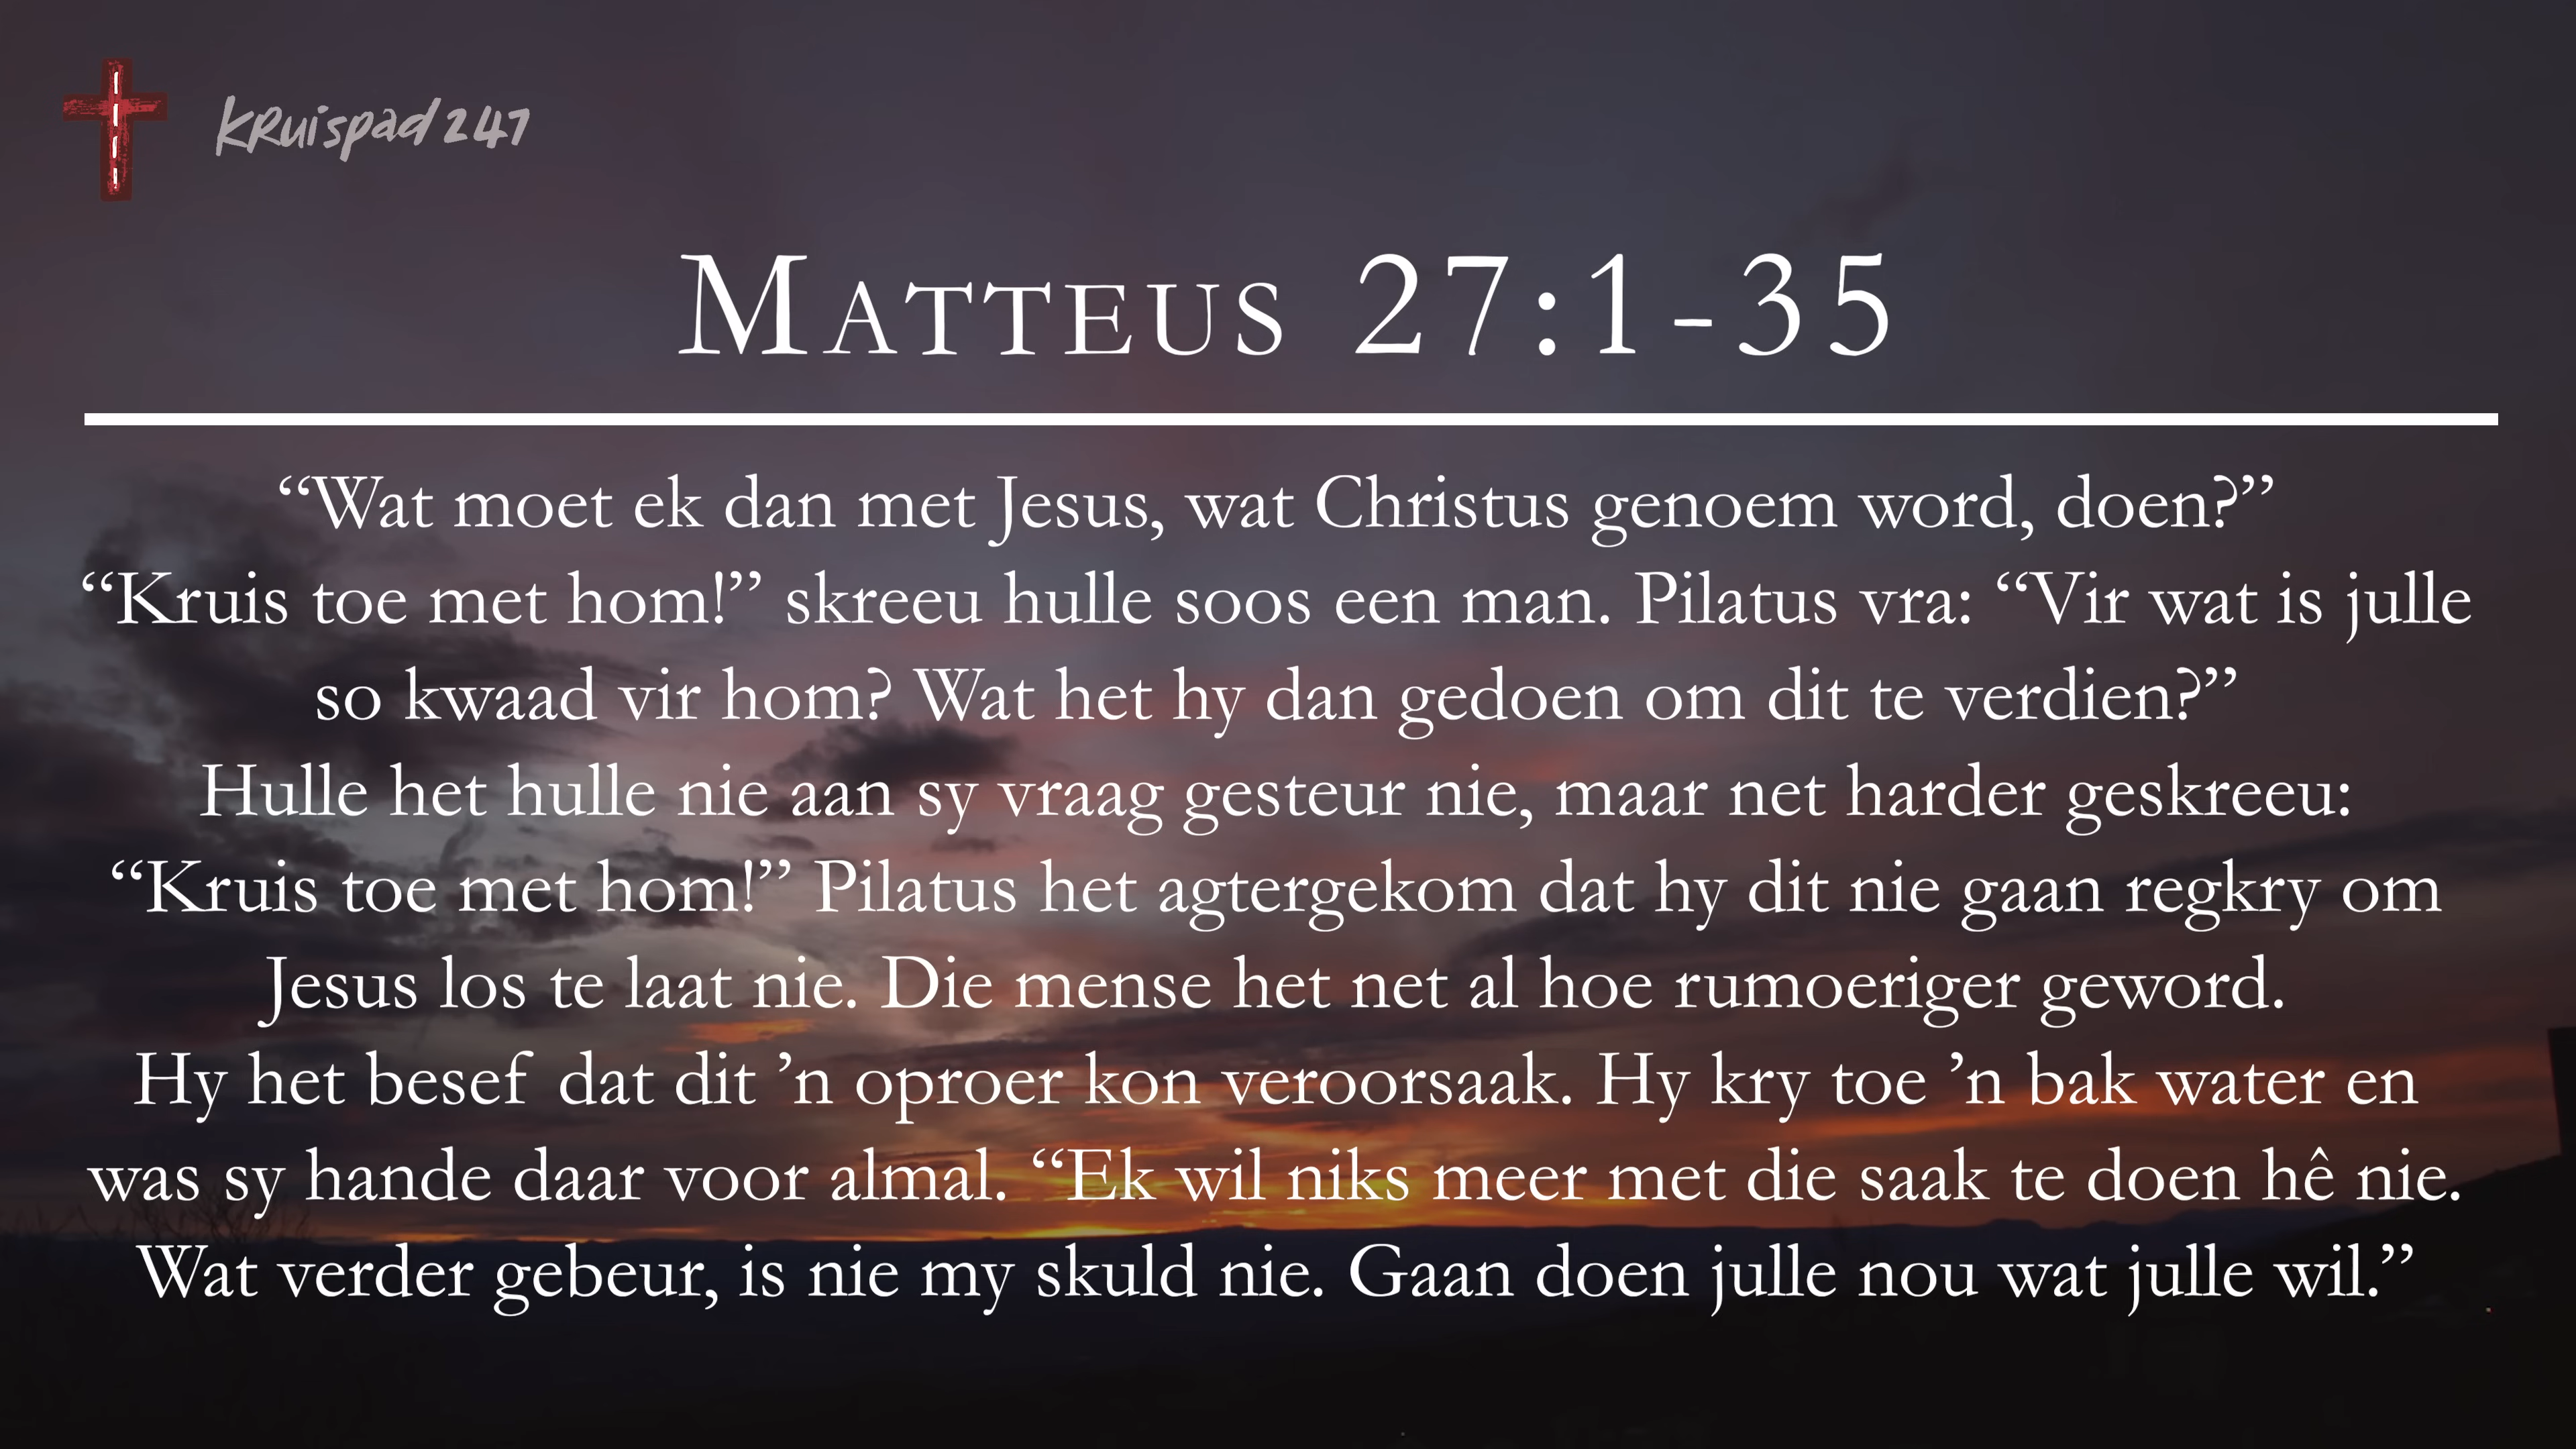 KRuispad 247
Matteus 27:1-35
“Wat moet ek dan met Jesus, wat Christus genoem word, doen?”
“Kruis toe met hom!” skreeu hulle soos een man. Pilatus vra: “Vir wat is julle
so kwaad vir hom? Wat het hy dan gedoen om dit te verdien?”
Hulle het hulle nie aan sy vraag gesteur nie, maar net harder geskreeu:
“Kruis toe met hom!” Pilatus het agtergekom dat hy dit nie gaan regkry om
Jesus los te laat nie. Die mense het net al hoe rumoeriger geword.
Hy het besef dat dit ’n oproer kon veroorsaak. Hy kry toe ’n bak water en
was sy hande daar voor almal. “Ek wil niks meer met die saak te doen hê nie.
Wat verder gebeur, is nie my skuld nie. Gaan doen julle nou wat julle wil.”